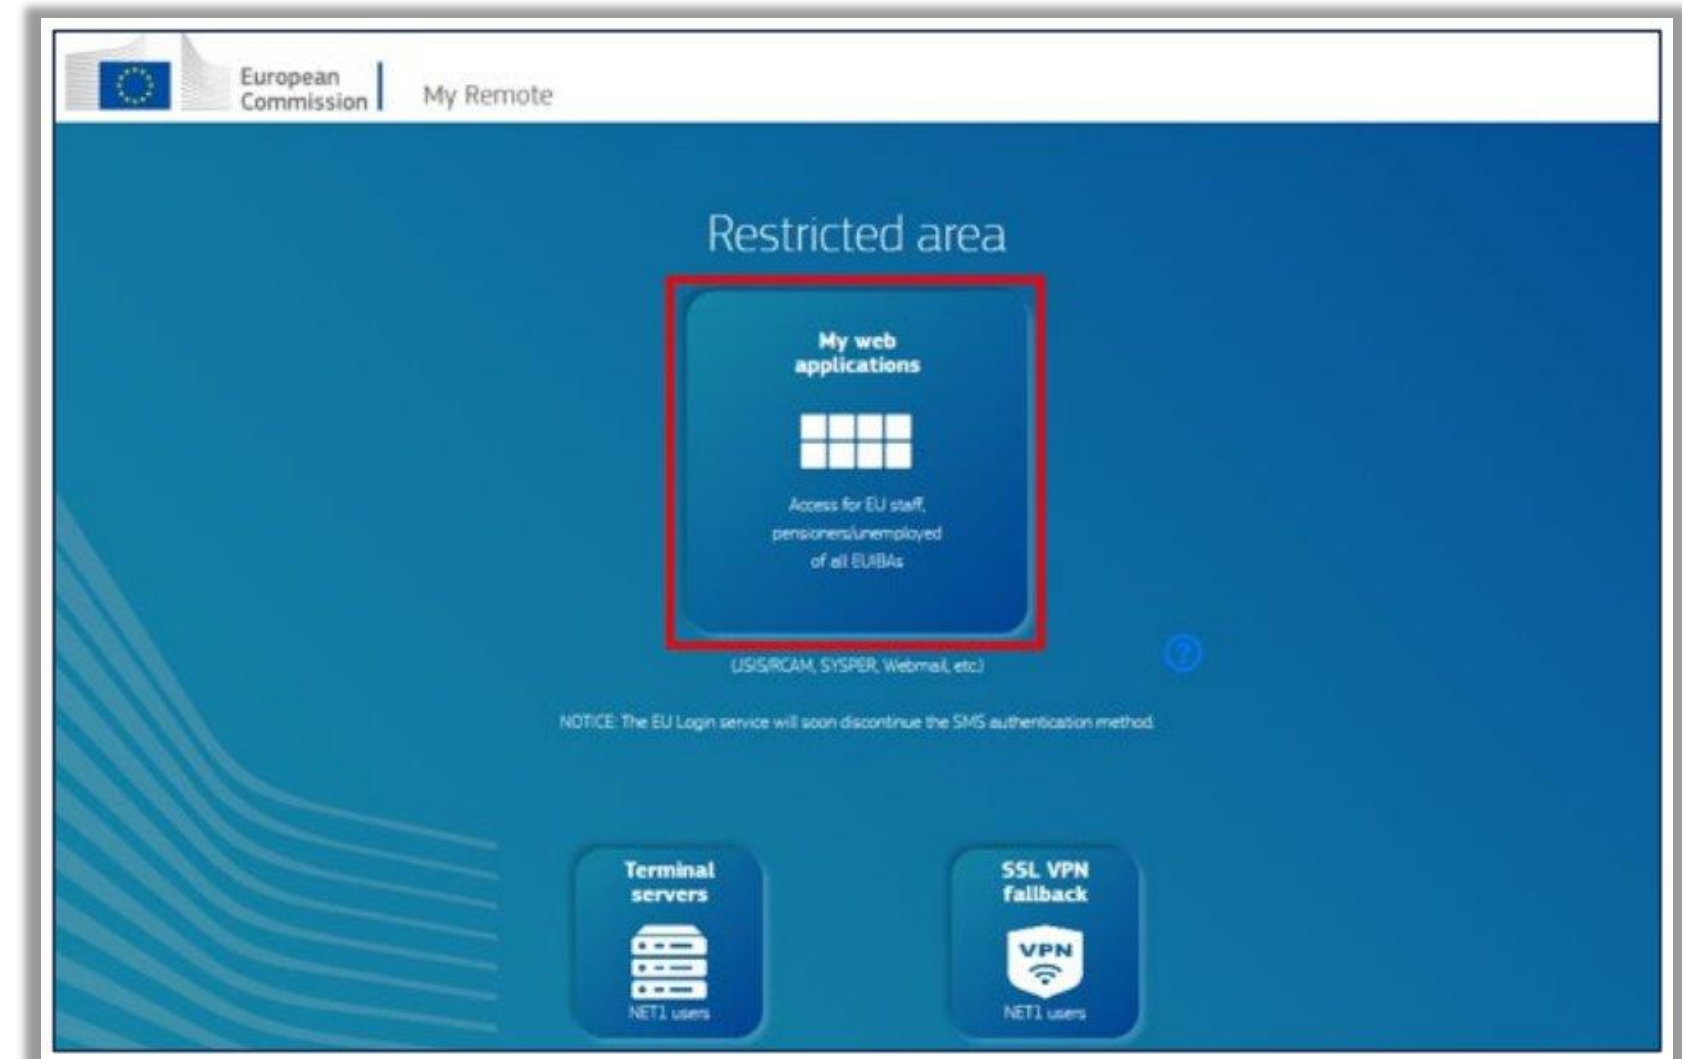 European
Commission
My Remote
Restricted area
My web
applications
Access for EU staff,
pensioners/unemployed
of all EUIBAs
(JSIS/RCAM, SYSPER, Webmail, etc.)
?
NOTICE: The EU Login service will soon discontinue the SMS authentication method.
Terminal
servers
NET1 users
SSL VPN
fallback
VPN
NET1 users